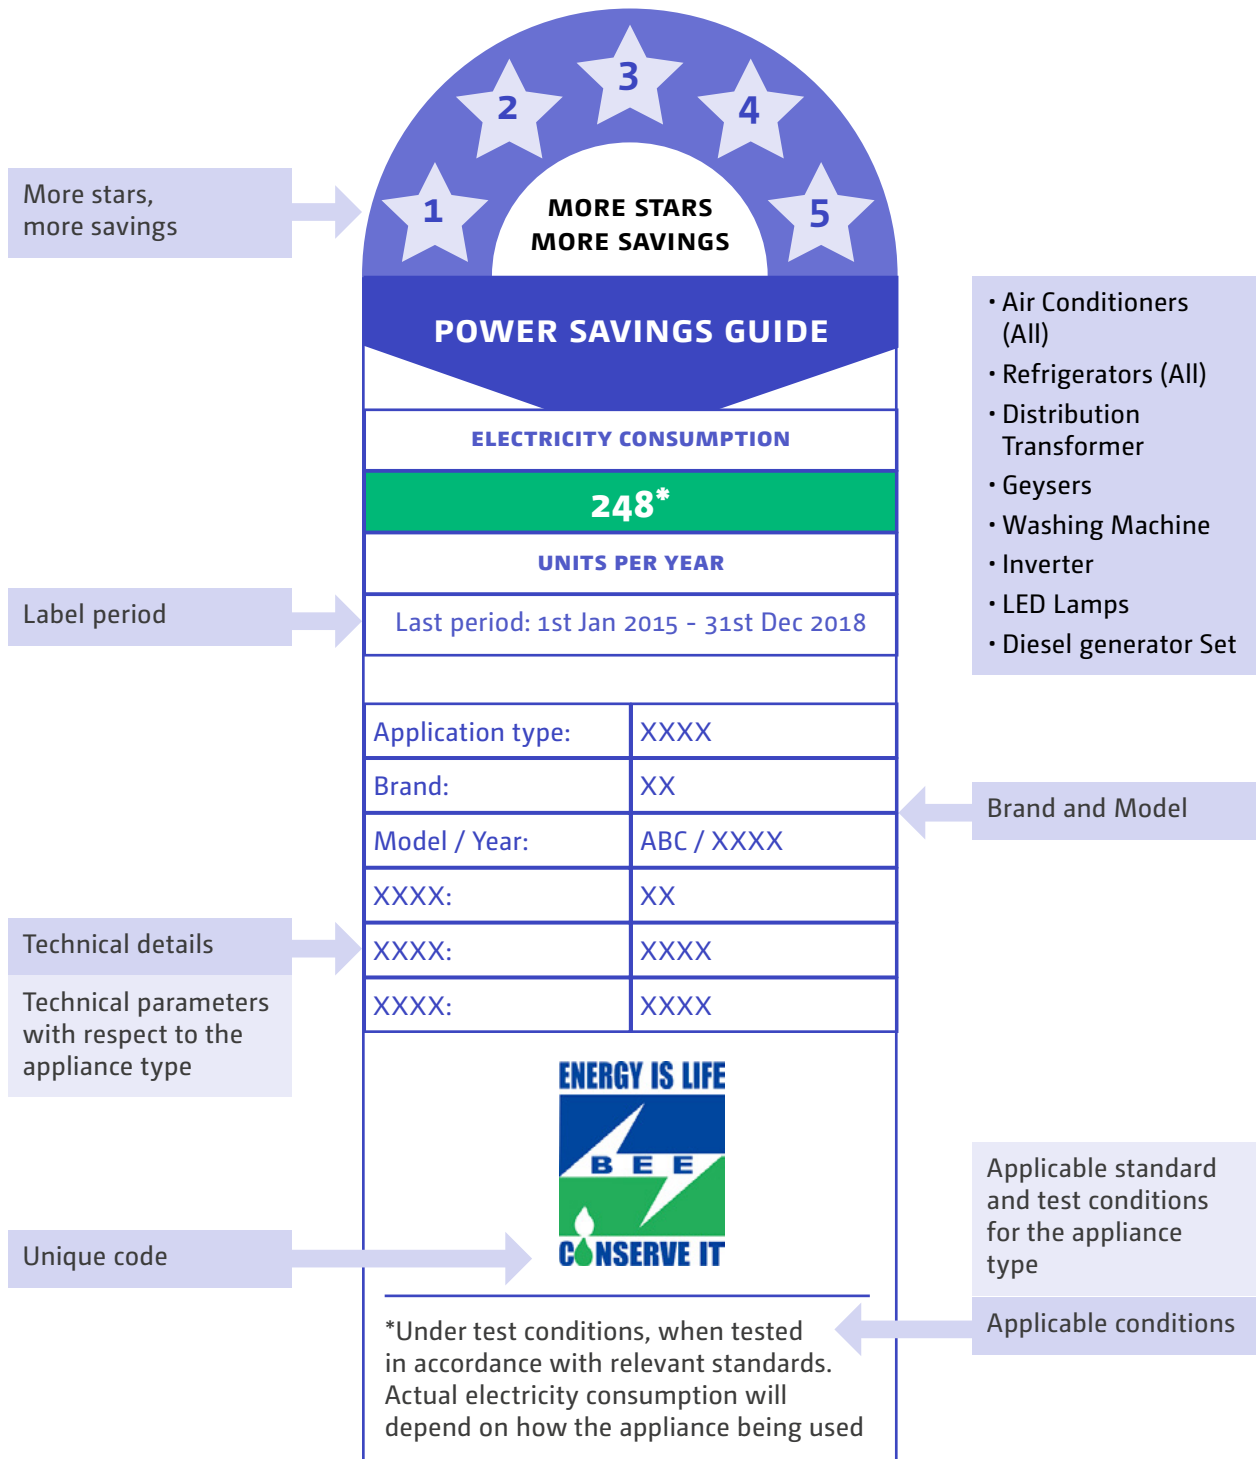 1
2
3
4
5
MORE STARS
MORE SAVINGS
More stars,
more savings
POWER SAVINGS GUIDE
ELECTRICITY CONSUMPTION
248*
UNITS PER YEAR
Label period
Last period: 1st Jan 2015 - 31st Dec 2018
• Air Conditioners
(All)
• Refrigerators (All)
• Distribution
Transformer
• Geysers
• Washing Machine
• Inverter
• LED Lamps
• Diesel generator Set
Application type: XXXX
Brand: XX
Model / Year: ABC / XXXX
XXXX: XX
XXXX: XXXX
XXXX: XXXX
Brand and Model
Technical details
Technical parameters
with respect to the
appliance type
ENERGY IS LIFE
BEE
CONSERVE IT
Unique code
Applicable standard
and test conditions
for the appliance
type
Applicable conditions
*Under test conditions, when tested
in accordance with relevant standards.
Actual electricity consumption will
depend on how the appliance being used